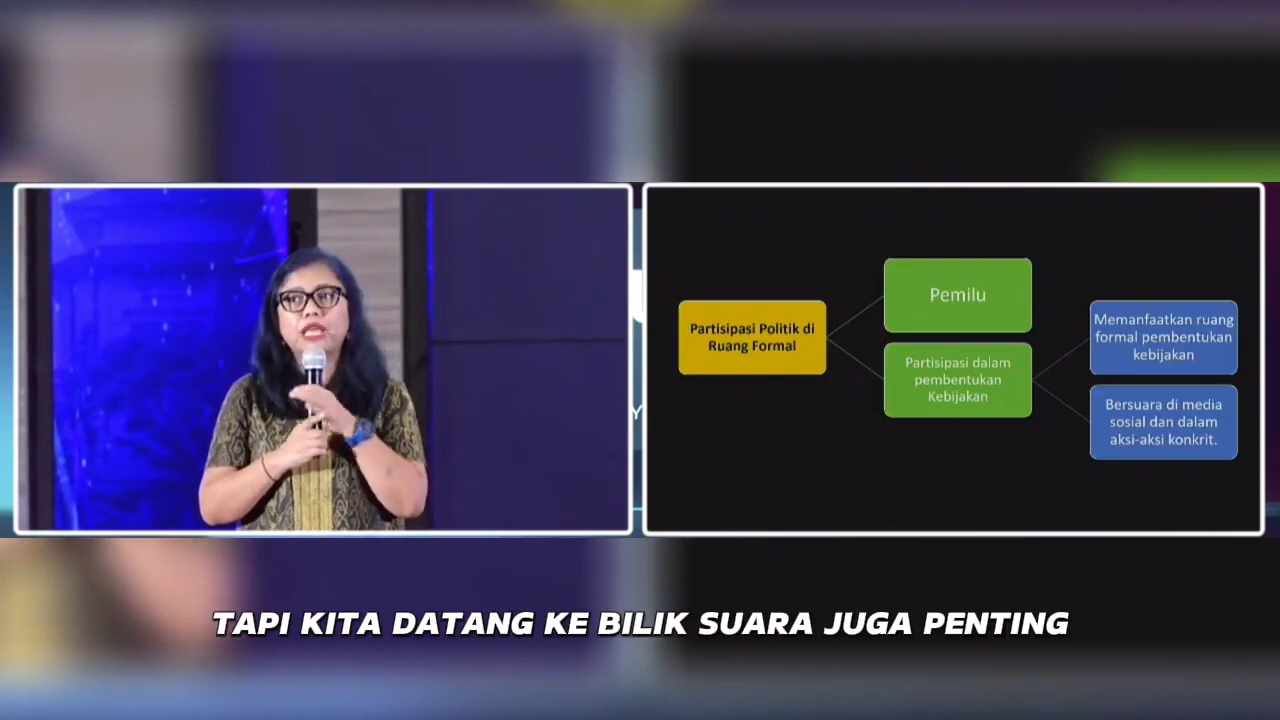 Partisipasi Politik di
Ruang Formal
Pemilu
Partisipasi dalam
pembentukan
Kebijakan
Memanfaatkan ruang
formal pembentukan
kebijakan
Bersuara di media
sosial dan dalam
aksi-aksi konkrit.
TAPI KITA DATANG KE BILIK SUARA JUGA PENTING